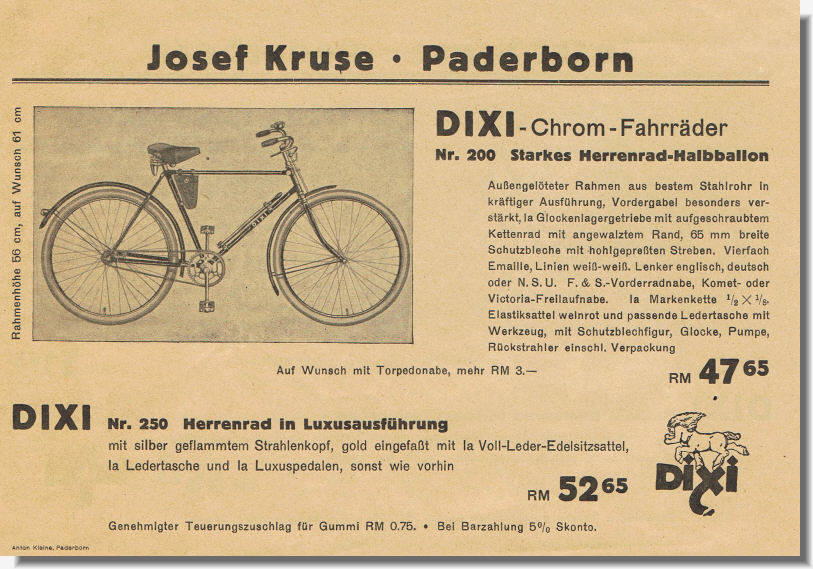 Josef Kruse • Paderborn
Rahmenhöhe 56 cm, auf Wunsch 61 cm
DIXI
DIXI-Chrom-Fahrräder
Nr. 200 Starkes Herrenrad-Halbballon
Außengelöteter Rahmen aus bestem Stahlrohr in
kräftiger Ausführung, Vordergabel besonders ver-
stärkt, Ia Glockenlagergetriebe mit aufgeschraubtem
Kettenrad mit angewalztem Rand, 65 mm breite
Schutzbleche mit hohlgepreßten Streben. Vierfach
Emaille, Linien weiß-weiß. Lenker englisch, deutsch
oder N.S.U. F. & S.-Vorderradnabe, Komet- oder
Victoria-Freilaufnabe. Ia Markenkette 1/2 X 1/8.
Elastiksattel weinrot und passende Ledertasche mit
Werkzeug, mit Schutzblechfigur, Glocke, Pumpe,
Rückstrahler einschl. Verpackung
Auf Wunsch mit Torpedonabe, mehr RM 3.—
RM 47 65
DIXI Nr. 250 Herrenrad in Luxusausführung
mit silber geflammtem Strahlenkopf, gold eingefaßt mit Ia Voll-Leder-Edelsitzsattel,
Ia Ledertasche und Ia Luxuspedalen, sonst wie vorhin
RM 52 65
Dixi
Genehmigter Teuerungszuschlag für Gummi RM 0.75. • Bei Barzahlung 5% Skonto.
Anton Kleine, Paderborn